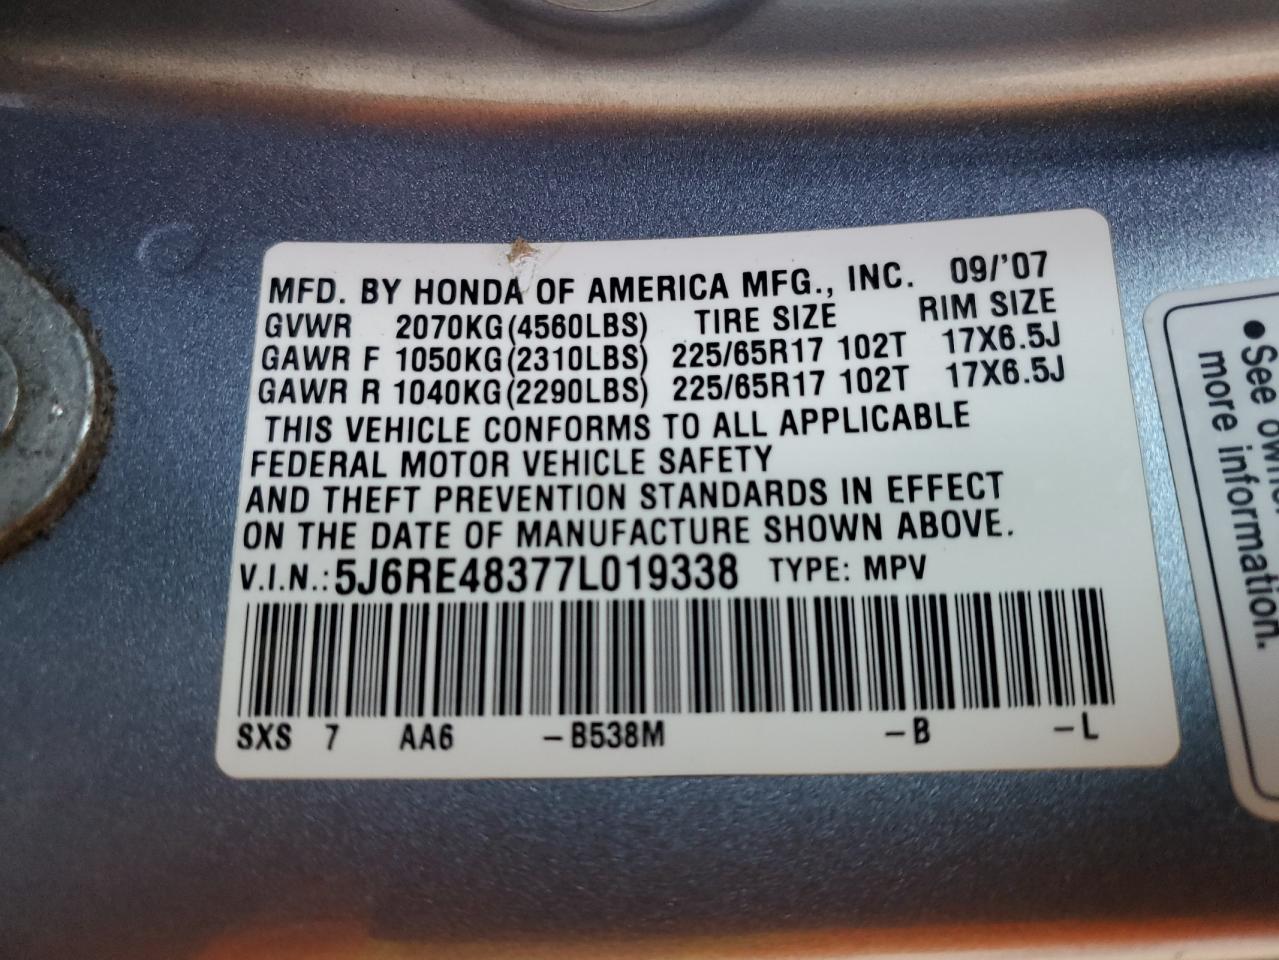 MFD. BY HONDA OF AMERICA MFG., INC. 09/'07
GVWR 2070KG(4560LBS) TIRE SIZE RIM SIZE
GAWR F 1050KG(2310LBS) 225/65R17 102T 17X6.5J
GAWR R 1040KG(2290LBS) 225/65R17 102T 17X6.5J
THIS VEHICLE CONFORMS TO ALL APPLICABLE
FEDERAL MOTOR VEHICLE SAFETY
AND THEFT PREVENTION STANDARDS IN EFFECT
ON THE DATE OF MANUFACTURE SHOWN ABOVE.
V.I.N.: 5J6RE48377L019338 TYPE: MPV
SXS 7 AA6 -B538M -B -L
• See
more information.